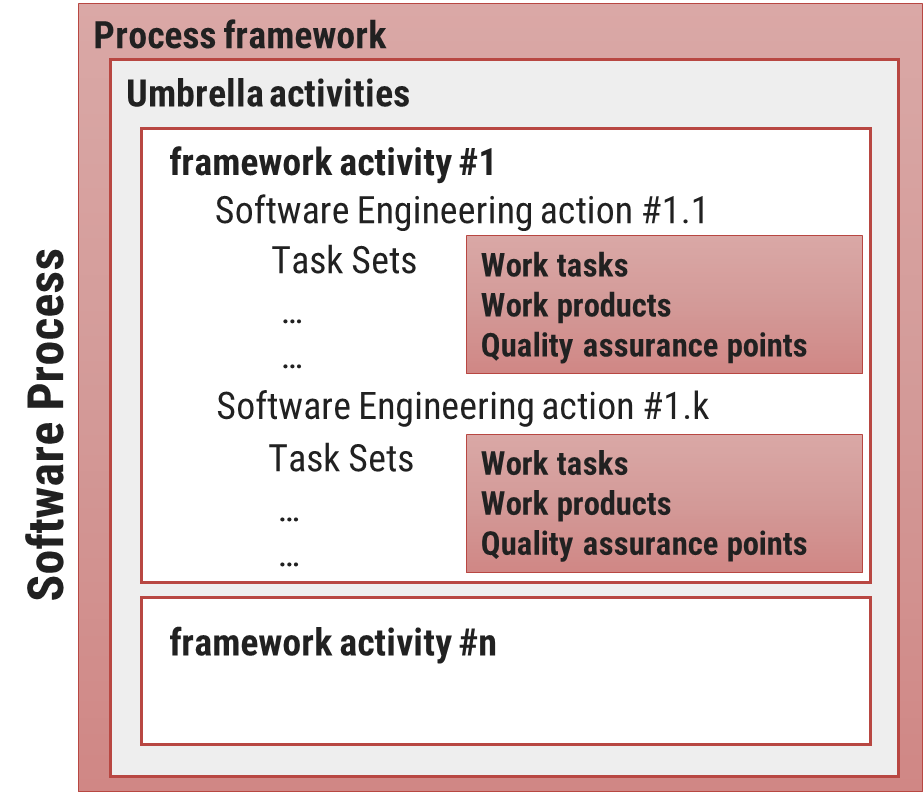 Software Process
Process framework
Umbrella activities
framework activity #1
Software Engineering action #1.1
Task Sets
...
...
Work tasks
Work products
Quality assurance points
Software Engineering action #1.k
Task Sets
...
...
Work tasks
Work products
Quality assurance points
framework activity #n